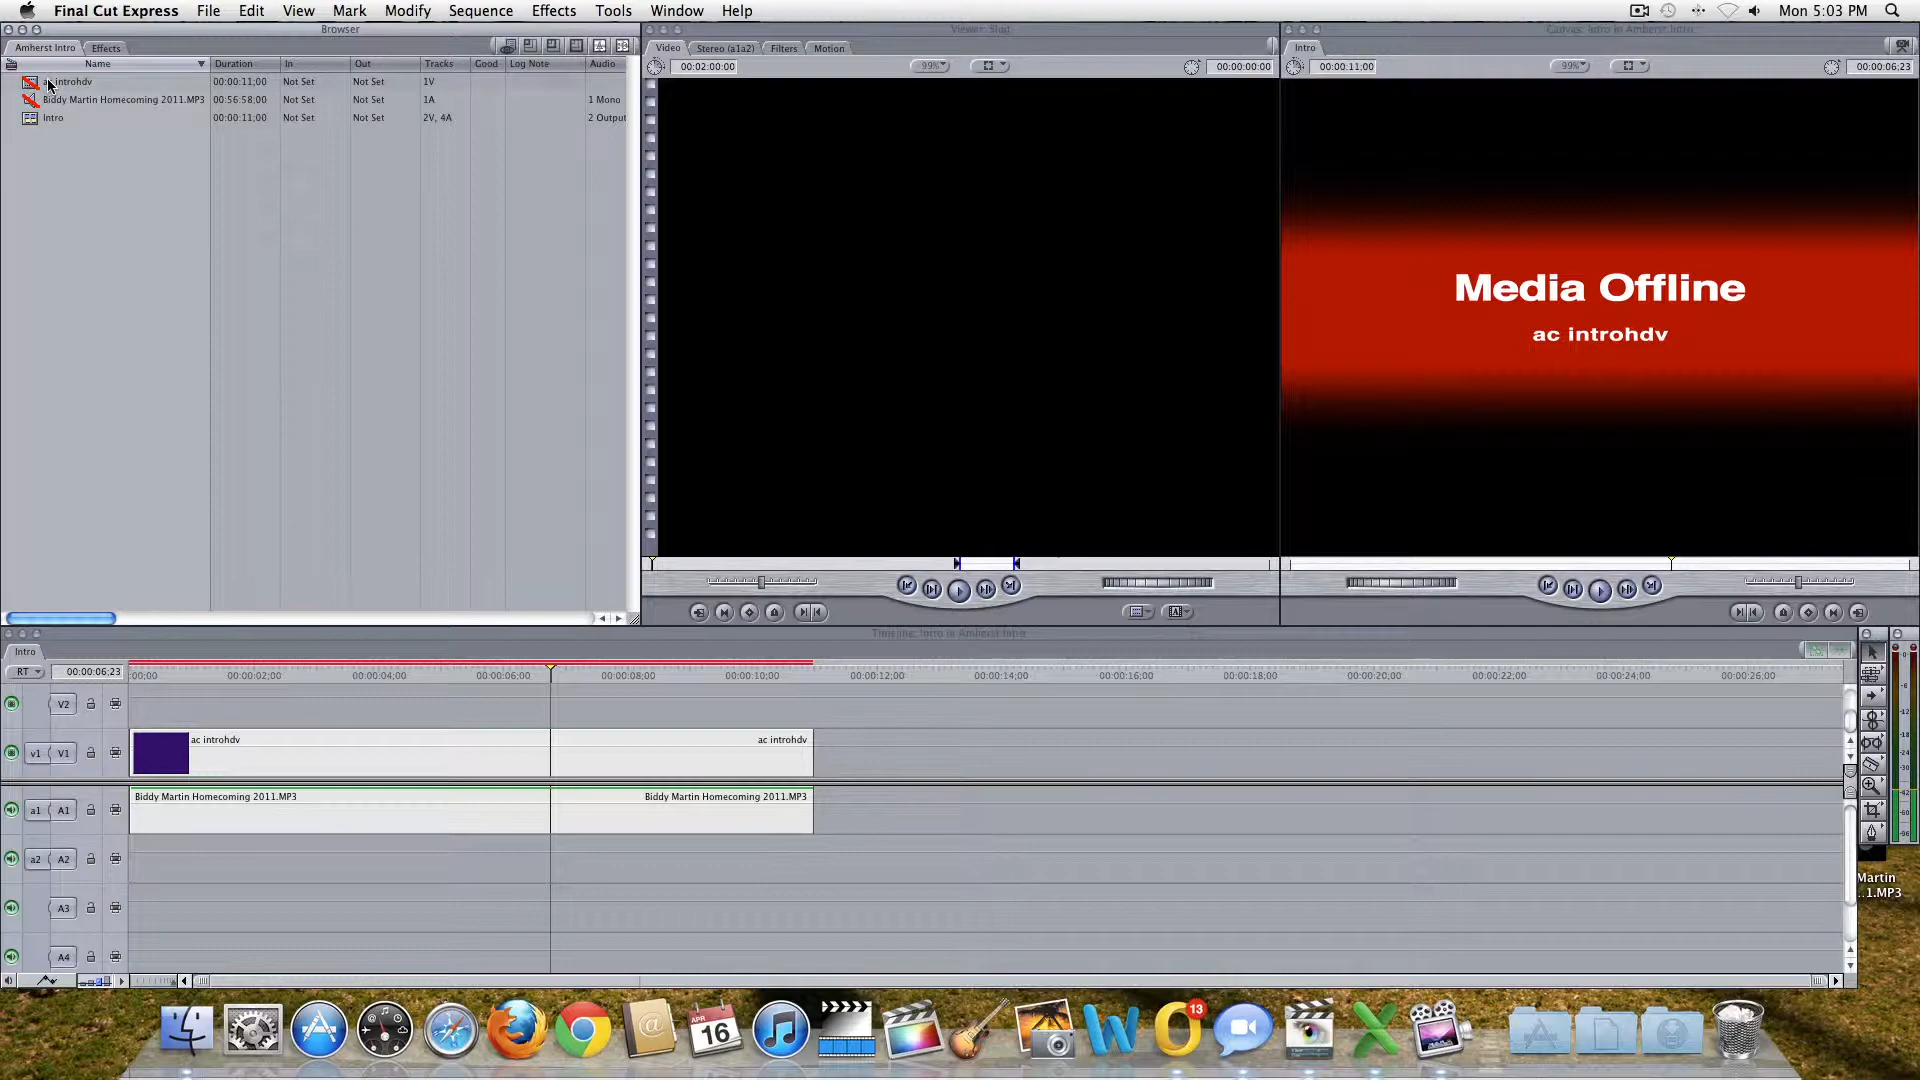 Final Cut Express File Edit View Mark Modify Sequence Effects Tools Window Help Mon 5:03 PM
Browser
Amherst Intro Effects
Name Duration In Out Tracks Good Log Note Audio
ac introhdv 00:00:11;00 Not Set Not Set 1V
Biddy Martin Homecoming 2011.MP3 00:56:58;00 Not Set Not Set 1A 1 Mono
Intro 00:00:11;00 Not Set Not Set 2V, 4A 2 Output
Viewer: Slug
Video Stereo (a1a2) Filters Motion
00:02:00:00 99% 00:00:00:00
Canvas: Intro in Amherst Intro
Intro
00:00:11;00 99% 00:00:06;23
Media Offline
ac introhdv
Timeline: Intro in Amherst Intro
Intro
RT 00:00:06;23 :00;00 00:00:02;00 00:00:04;00 00:00:06;00 00:00:08;00 00:00:10;00 00:00:12;00 00:00:14;00 00:00:16;00 00:00:18;00 00:00:20;00 00:00:22;00 00:00:24;00 00:00:26;00
V2
v1 V1 ac introhdv ac introhdv
a1 A1 Biddy Martin Homecoming 2011.MP3 Biddy Martin Homecoming 2011.MP3
a2 A2
A3
A4
Martin
...1.MP3
APR
16
13